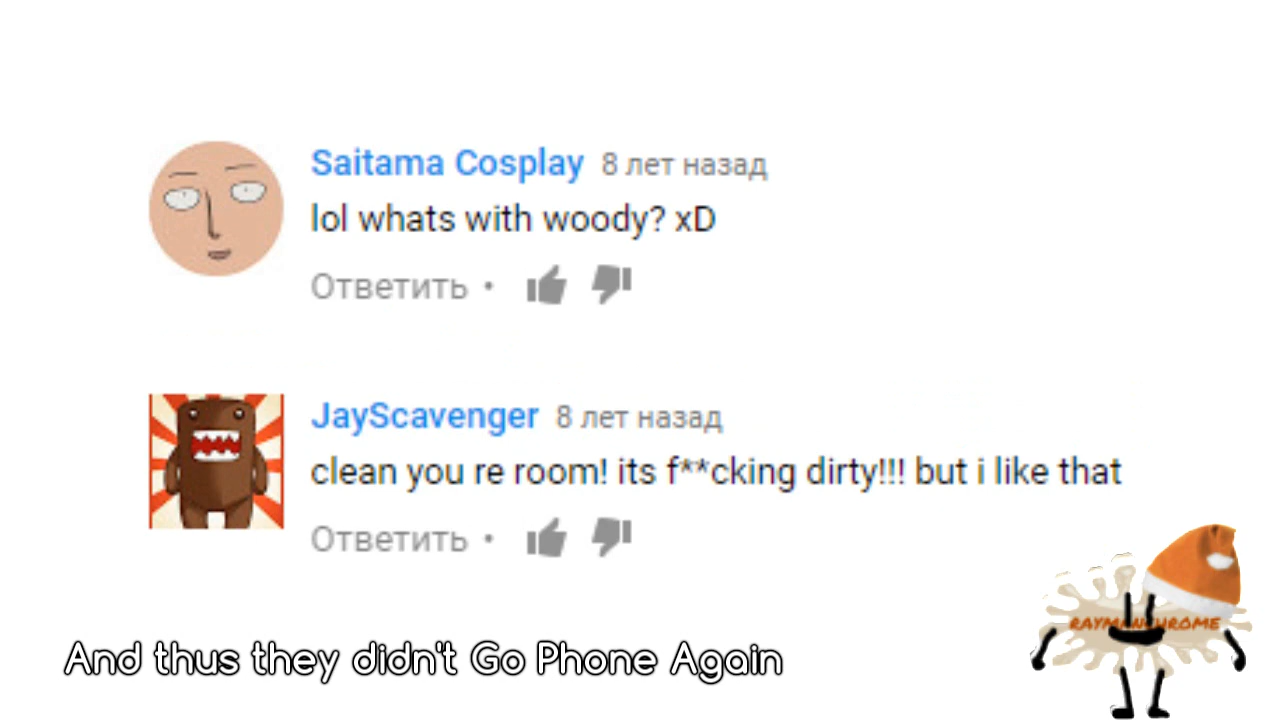 Saitama Cosplay 8 лет назад
lol whats with woody? xD
Ответить •
JayScavenger 8 лет назад
clean you re room! its f**cking dirty!!! but i like that
Ответить •
RAYMANCHROME
And thus they didn't Go Phone Again